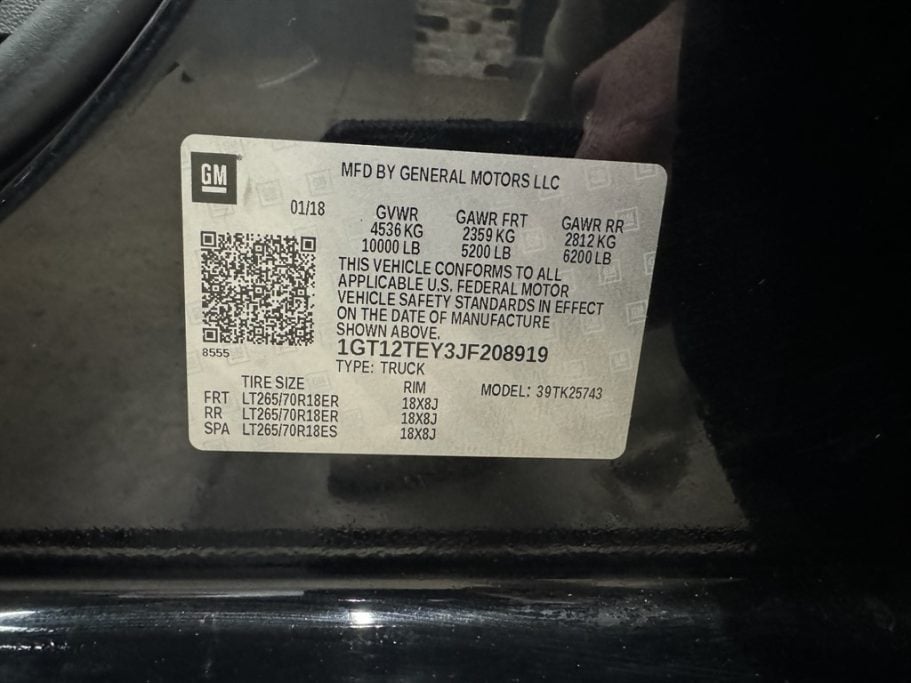 GM
MFD BY GENERAL MOTORS LLC
01/18
GVWR GAWR FRT GAWR RR
4536 KG 2359 KG 2812 KG
10000 LB 5200 LB 6200 LB
THIS VEHICLE CONFORMS TO ALL
APPLICABLE U.S. FEDERAL MOTOR
VEHICLE SAFETY STANDARDS IN EFFECT
ON THE DATE OF MANUFACTURE
SHOWN ABOVE.
8555
1GT12TEY3JF208919
TYPE: TRUCK
MODEL: 39TK25743
TIRE SIZE RIM
FRT LT265/70R18ER 18X8J
RR LT265/70R18ER 18X8J
SPA LT265/70R18ES 18X8J